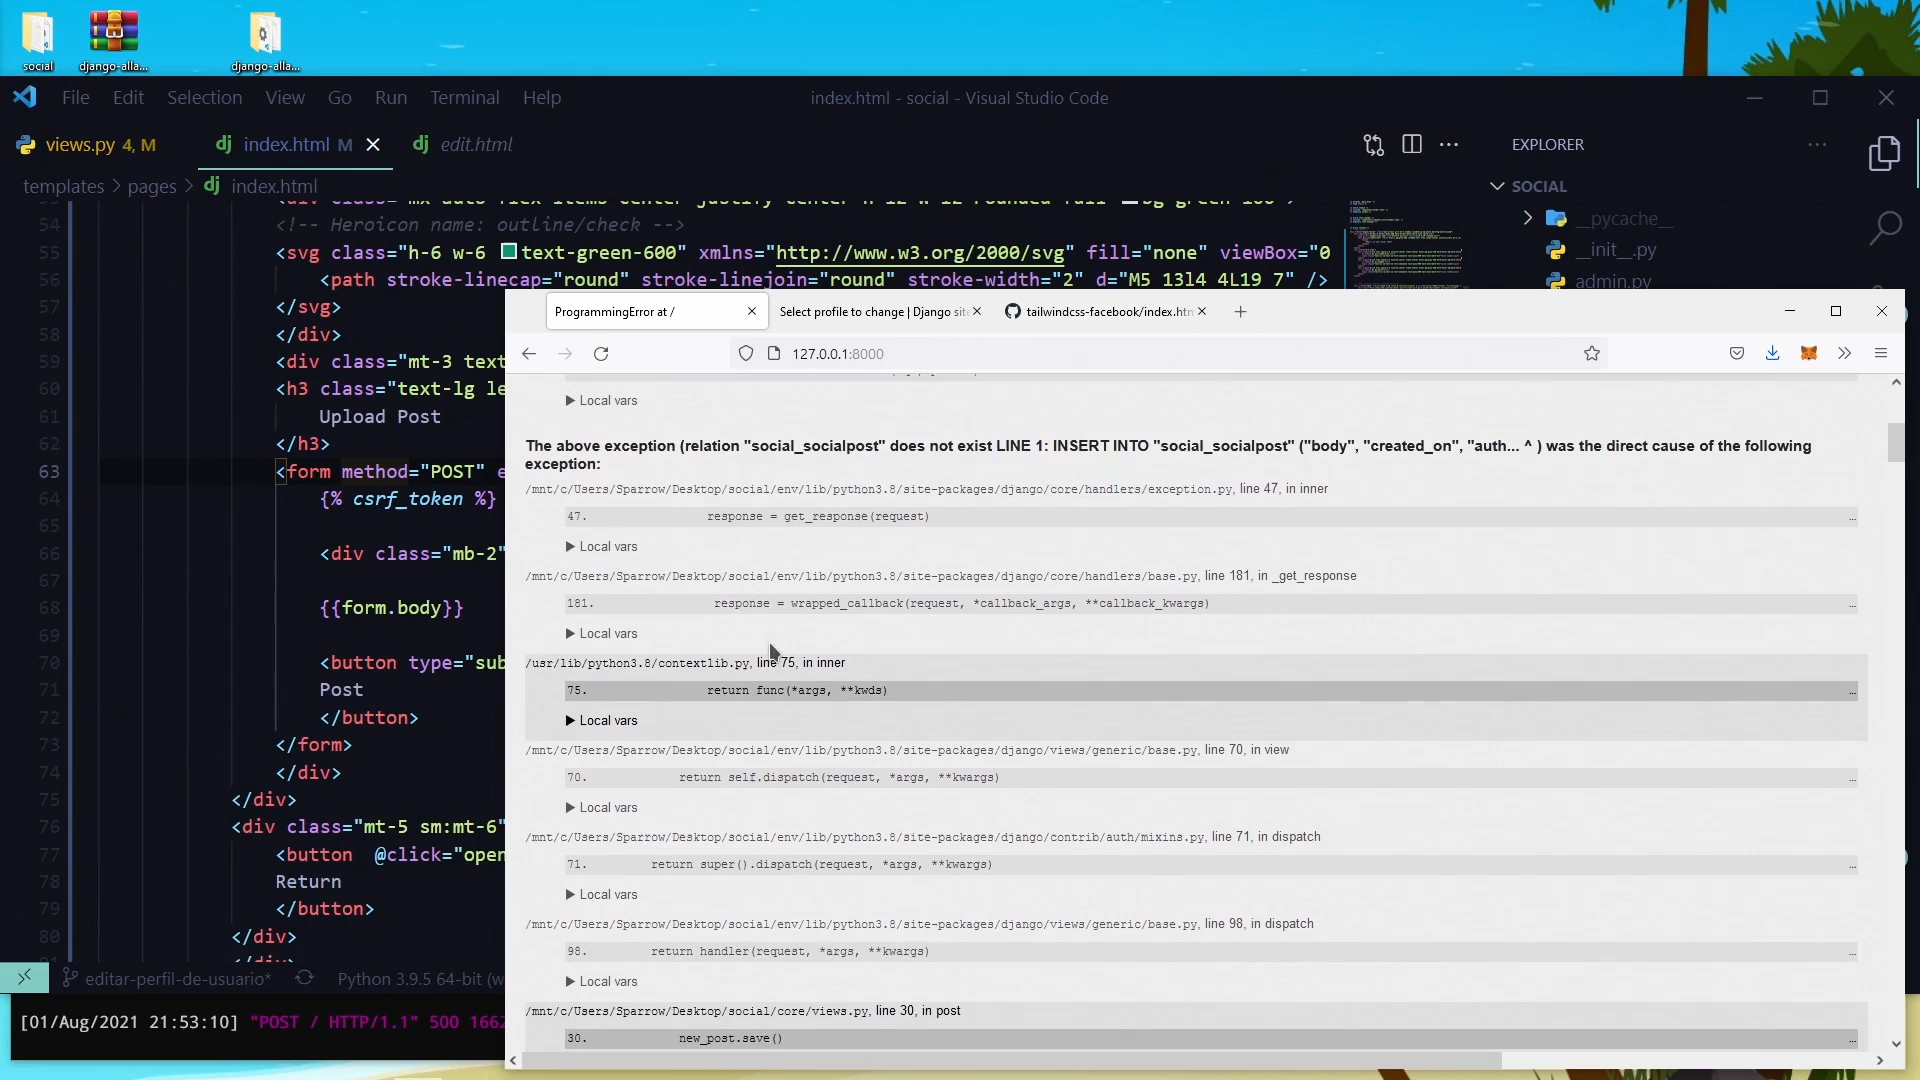 social
django-alla...
django-alla...
File Edit Selection View Go Run Terminal Help
index.html - social - Visual Studio Code
views.py 4, M
index.html M
edit.html
EXPLORER
templates > pages > index.html
SOCIAL
__pycache__
__init__.py
admin.py
54 <!-- Heroicon name: outline/check -->
55 <svg class="h-6 w-6 text-green-600" xmlns="http://www.w3.org/2000/svg" fill="none" viewBox="0
56 <path stroke-linecap="round" stroke-linejoin="round" stroke-width="2" d="M5 13l4 4L19 7" />
57 </svg>
58 </div>
59 <div class="mt-3 text
60 <h3 class="text-lg le
61 Upload Post
62 </h3>
63 <form method="POST" e
64 {% csrf_token %}
65
66 <div class="mb-2"
67
68 {{form.body}}
69
70 <button type="sub
71 Post
72 </button>
73 </form>
74 </div>
75 </div>
76 <div class="mt-5 sm:mt-6"
77 <button @click="open
78 Return
79 </button>
80 </div>
editar-perfil-de-usuario* Python 3.9.5 64-bit (w
[01/Aug/2021 21:53:10] "POST / HTTP/1.1" 500 1662
ProgrammingError at /
Select profile to change | Django sit
tailwindcss-facebook/index.htm
127.0.0.1:8000
Local vars
The above exception (relation "social_socialpost" does not exist LINE 1: INSERT INTO "social_socialpost" ("body", "created_on", "auth... ^ ) was the direct cause of the following
exception:
/mnt/c/Users/Sparrow/Desktop/social/env/lib/python3.8/site-packages/django/core/handlers/exception.py, line 47, in inner
47. response = get_response(request) …
Local vars
/mnt/c/Users/Sparrow/Desktop/social/env/lib/python3.8/site-packages/django/core/handlers/base.py, line 181, in _get_response
181. response = wrapped_callback(request, *callback_args, **callback_kwargs) …
Local vars
/usr/lib/python3.8/contextlib.py, line 75, in inner
75. return func(*args, **kwds) …
Local vars
/mnt/c/Users/Sparrow/Desktop/social/env/lib/python3.8/site-packages/django/views/generic/base.py, line 70, in view
70. return self.dispatch(request, *args, **kwargs) …
Local vars
/mnt/c/Users/Sparrow/Desktop/social/env/lib/python3.8/site-packages/django/contrib/auth/mixins.py, line 71, in dispatch
71. return super().dispatch(request, *args, **kwargs) …
Local vars
/mnt/c/Users/Sparrow/Desktop/social/env/lib/python3.8/site-packages/django/views/generic/base.py, line 98, in dispatch
98. return handler(request, *args, **kwargs) …
Local vars
/mnt/c/Users/Sparrow/Desktop/social/core/views.py, line 30, in post
30. new_post.save() …